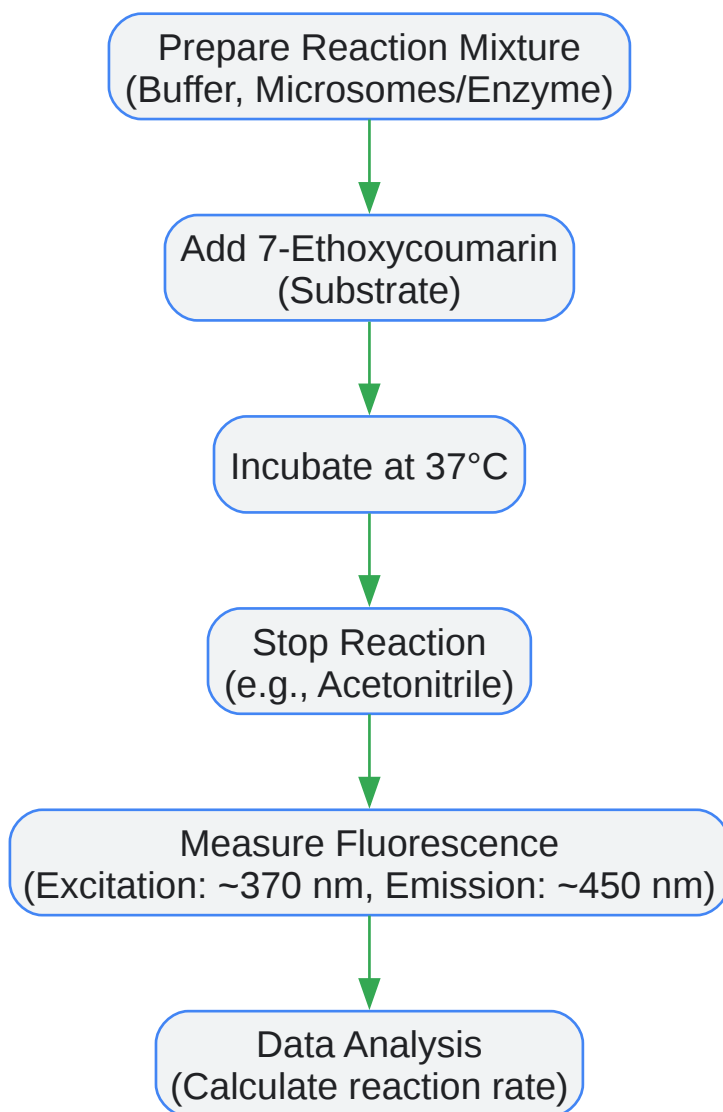 Prepare Reaction Mixture
(Buffer, Microsomes/Enzyme)
Add 7-Ethoxycoumarin
(Substrate)
Incubate at 37°C
Stop Reaction
(e.g., Acetonitrile)
Measure Fluorescence
(Excitation: ~370 nm, Emission: ~450 nm)
Data Analysis
(Calculate reaction rate)